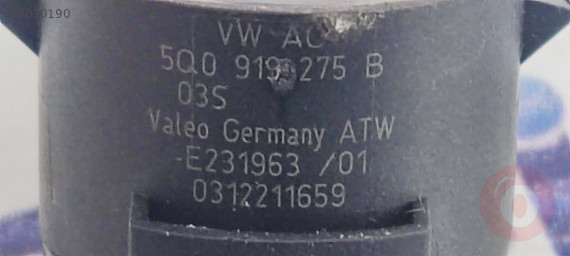 VW AG
5Q0 919 275 B
03S
Valeo Germany ATW
-E231963 /01
0312211659